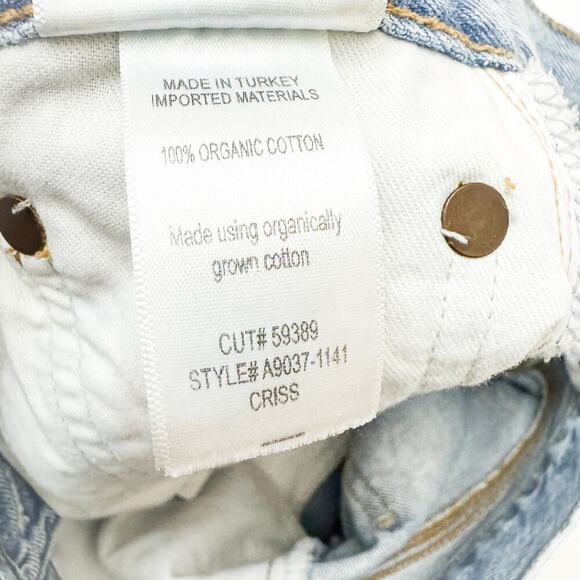 MADE IN TURKEY
IMPORTED MATERIALS
100% ORGANIC COTTON
Made using organically
grown cotton
CUT# 59389
STYLE# A9037-1141
CRISS